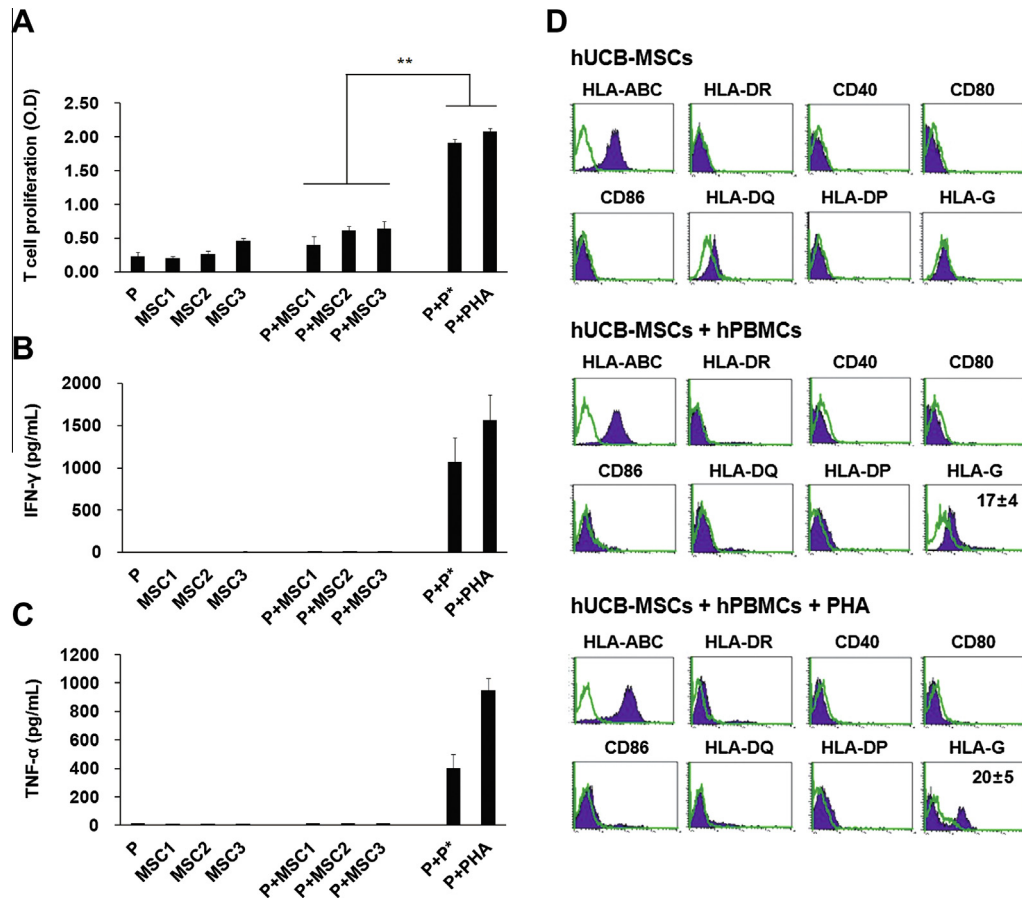 A
**
T cell proliferation (O.D)
2.50
2.00
1.50
1.00
0.50
0.00
P
MSC1
MSC2
MSC3
P+MSC1
P+MSC2
P+MSC3
P+P*
P+PHA
B
IFN-γ (pg/mL)
2000
1500
1000
500
0
P
MSC1
MSC2
MSC3
P+MSC1
P+MSC2
P+MSC3
P+P*
P+PHA
C
TNF-α (pg/mL)
1200
1000
800
600
400
200
0
P
MSC1
MSC2
MSC3
P+MSC1
P+MSC2
P+MSC3
P+P*
P+PHA
D
hUCB-MSCs
HLA-ABC HLA-DR CD40 CD80
CD86 HLA-DQ HLA-DP HLA-G
hUCB-MSCs + hPBMCs
HLA-ABC HLA-DR CD40 CD80
CD86 HLA-DQ HLA-DP HLA-G
17±4
hUCB-MSCs + hPBMCs + PHA
HLA-ABC HLA-DR CD40 CD80
CD86 HLA-DQ HLA-DP HLA-G
20±5